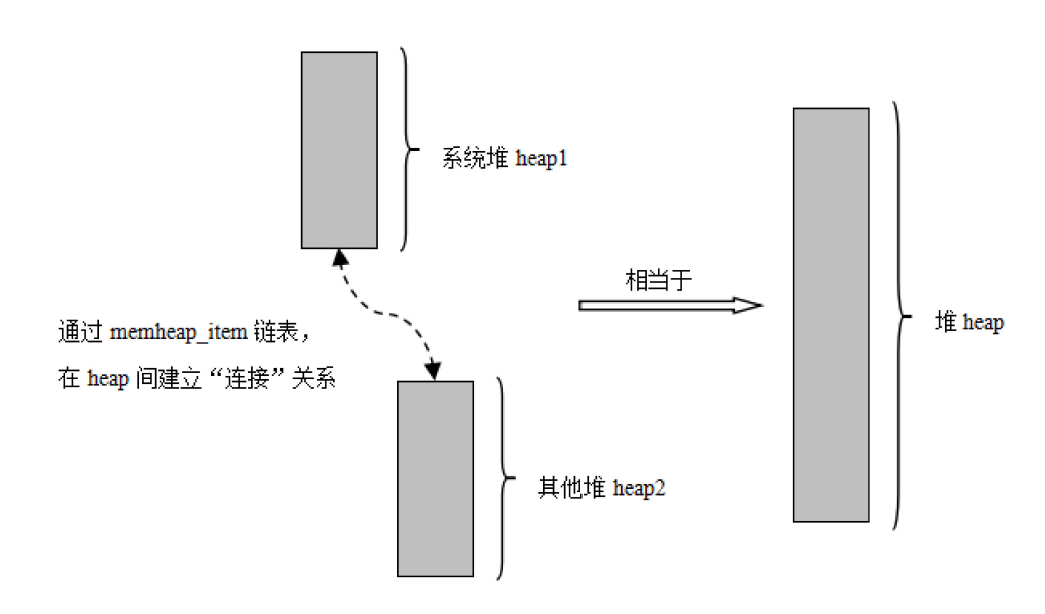 系统堆 heap1
相当于
通过 memheap_item 链表，
在 heap 间建立“连接”关系
堆 heap
其他堆 heap2